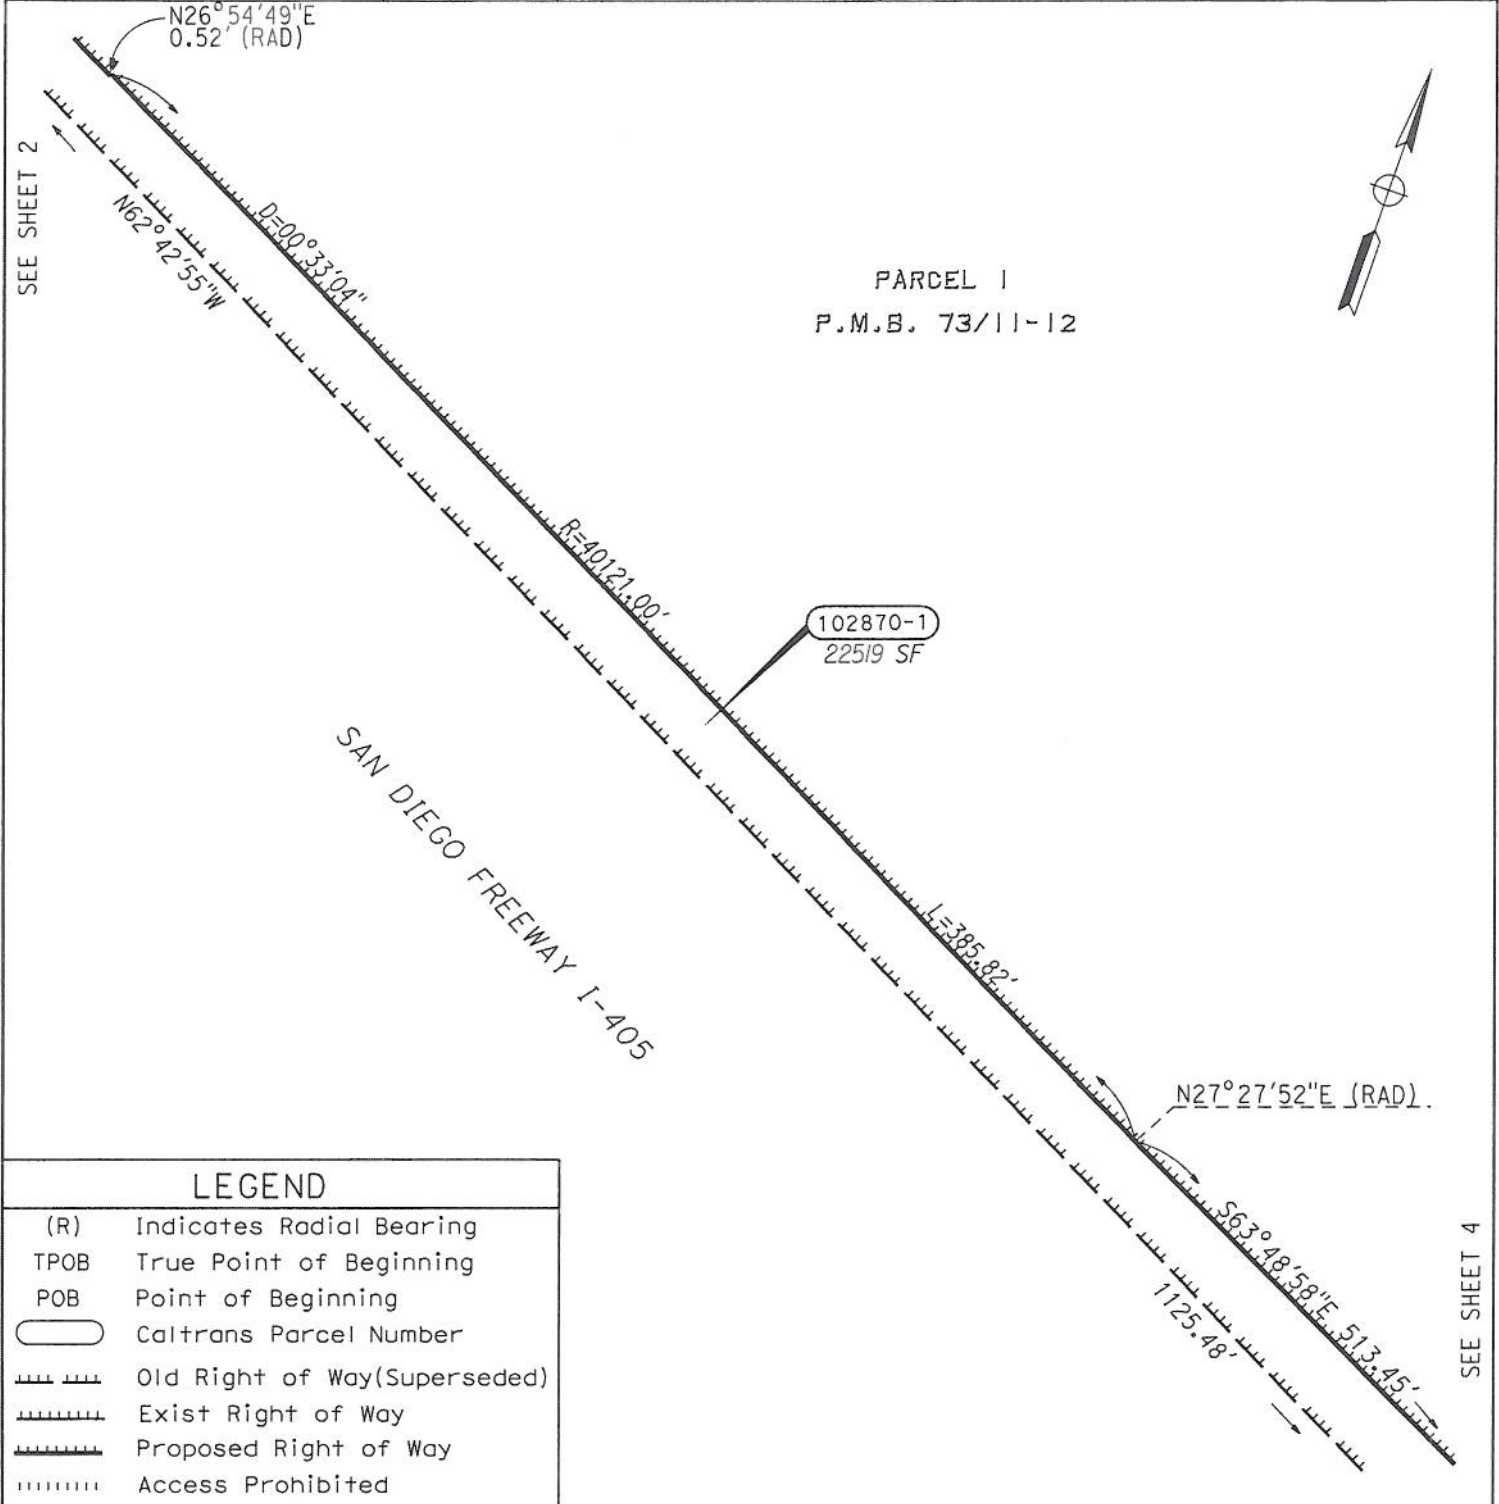 N26°54'49"E
0.52' (RAD)
SEE SHEET 2
N62°42'55"W
D=00°33'04"
PARCEL 1
P.M.B. 73/11-12
R=40121.00'
102870-1
22519 SF
SAN DIEGO FREEWAY I-405
L=385.82'
N27°27'52"E (RAD).
S63°48'58"E 513.45'
1125.48'
SEE SHEET 4
LEGEND
(R) Indicates Radial Bearing
TPOB True Point of Beginning
POB Point of Beginning
Caltrans Parcel Number
Old Right of Way(Superseded)
Exist Right of Way
Proposed Right of Way
Access Prohibited